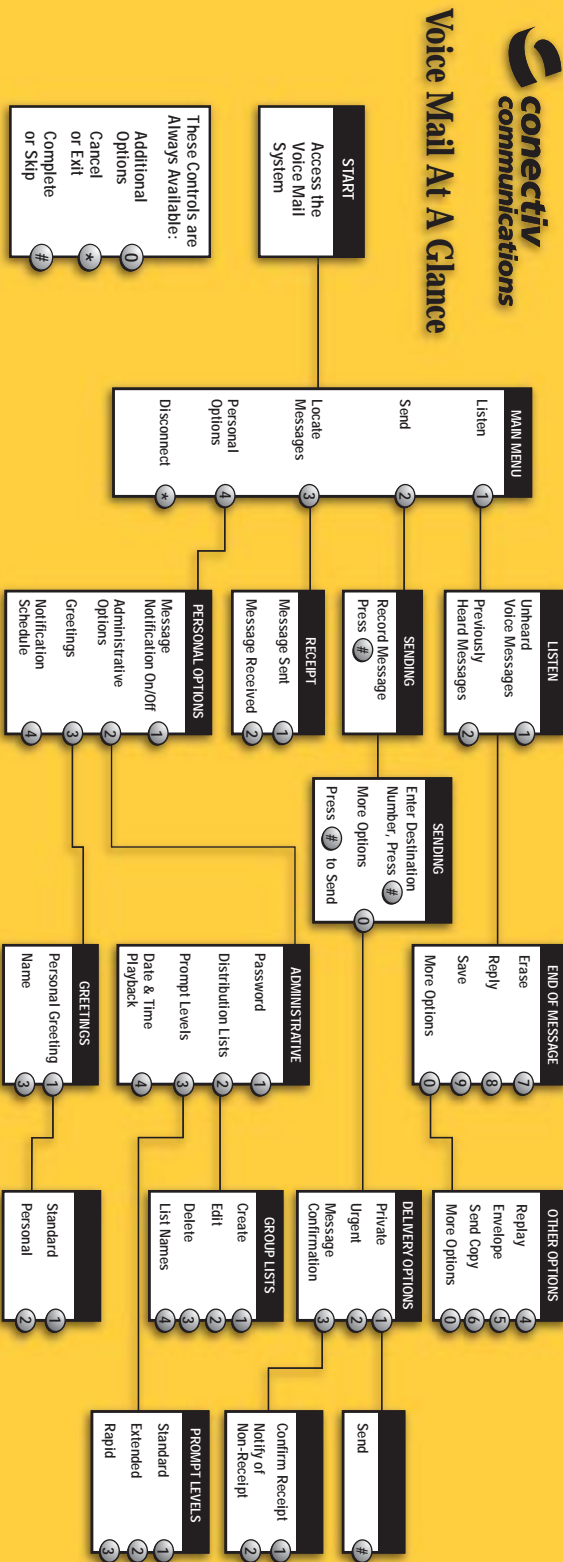 conectiv
communications
Voice Mail At A Glance
START
Access the
Voice Mail
System
These Controls are
Always Available:
Additional
Options 0
Cancel
or Exit *
Complete
or Skip #
MAIN MENU
Listen 1
Send 2
Locate
Messages 3
Personal
Options 4
Disconnect *
LISTEN
Unheard
Voice Messages 1
Previously
Heard Messages 2
SENDING
Record Message
Press #
RECEIPT
Message Sent 1
Message Received 2
PERSONAL OPTIONS
Message
Notification On/Off 1
Administrative
Options 2
Greetings 3
Notification
Schedule 4
SENDING
Enter Destination
Number, Press #
More Options 0
Press # to Send
END OF MESSAGE
Erase 7
Reply 8
Save 9
More Options 0
ADMINISTRATIVE
Password 1
Distribution Lists 2
Prompt Levels 3
Date & Time
Playback 4
GREETINGS
Personal Greeting 1
Name 3
OTHER OPTIONS
Replay 4
Envelope 5
Send Copy 6
More Options 0
DELIVERY OPTIONS
Private 1
Urgent 2
Message
Confirmation 3
GROUP LISTS
Create 1
Edit 2
Delete 3
List Names 4
Standard 1
Personal 2
Send #
Confirm Receipt 1
Notify of
Non-Receipt 2
PROMPT LEVELS
Standard 1
Extended 2
Rapid 3